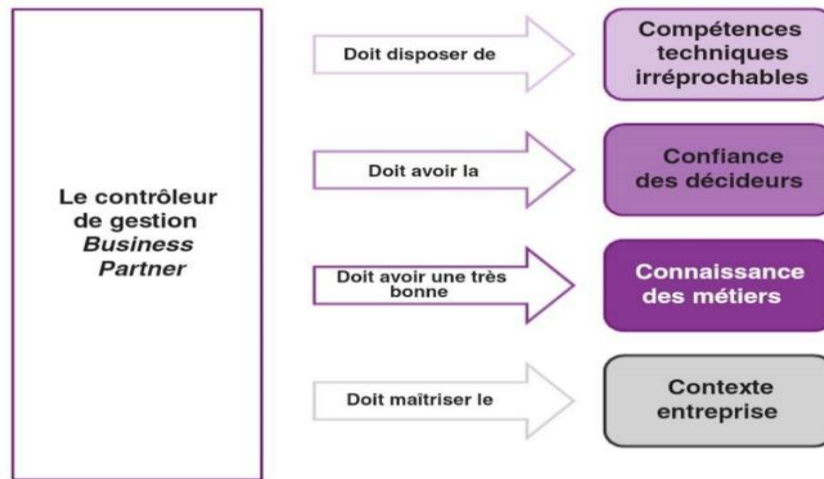 Le contrôleur
de gestion
Business
Partner
Doit disposer de
Compétences
techniques
irréprochables
Doit avoir la
Confiance
des décideurs
Doit avoir une très
bonne
Connaissance
des métiers
Doit maîtriser le
Contexte
entreprise